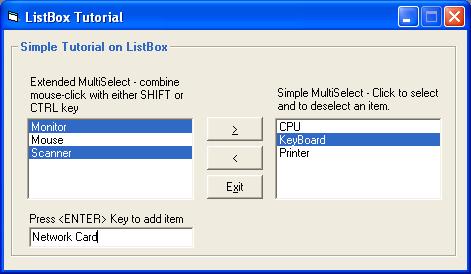 ListBox Tutorial
Simple Tutorial on ListBox
Extended MultiSelect - combine
mouse-click with either SHIFT or
CTRL key
Monitor
Mouse
Scanner
>
<
Exit
Simple MultiSelect - Click to select
and to deselect an item.
CPU
KeyBoard
Printer
Press <ENTER> Key to add item
Network Card